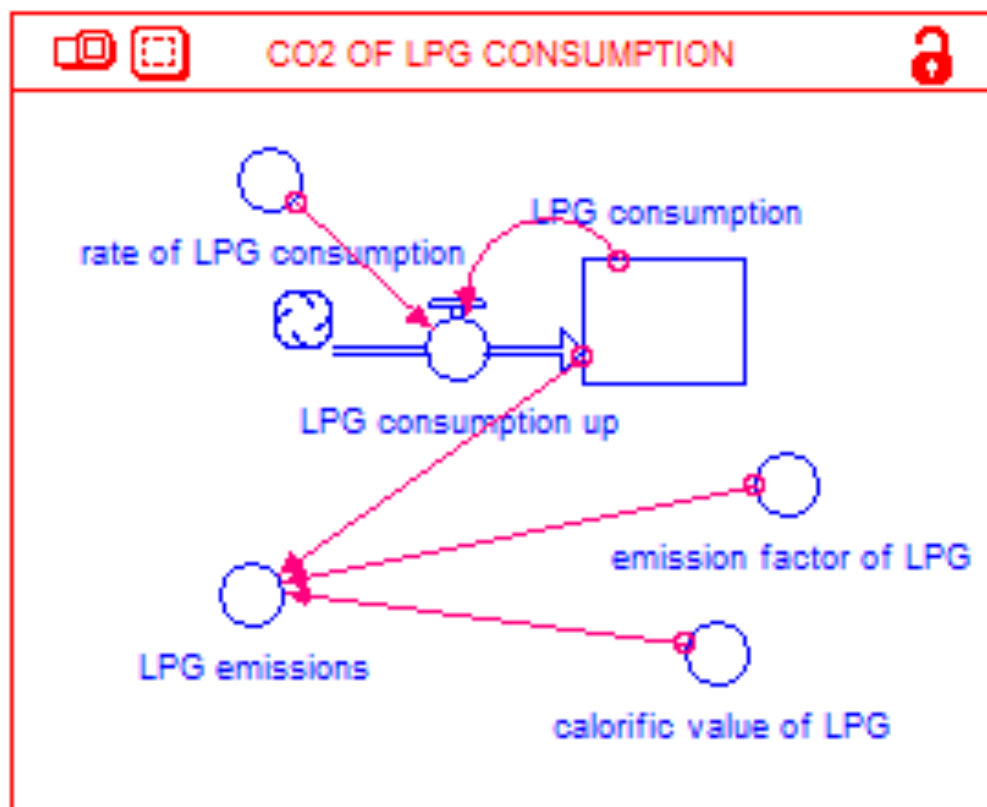 CO2 OF LPG CONSUMPTION
LPG consumption
rate of LPG consumption
LPG consumption up
emission factor of LPG
LPG emissions
calorific value of LPG